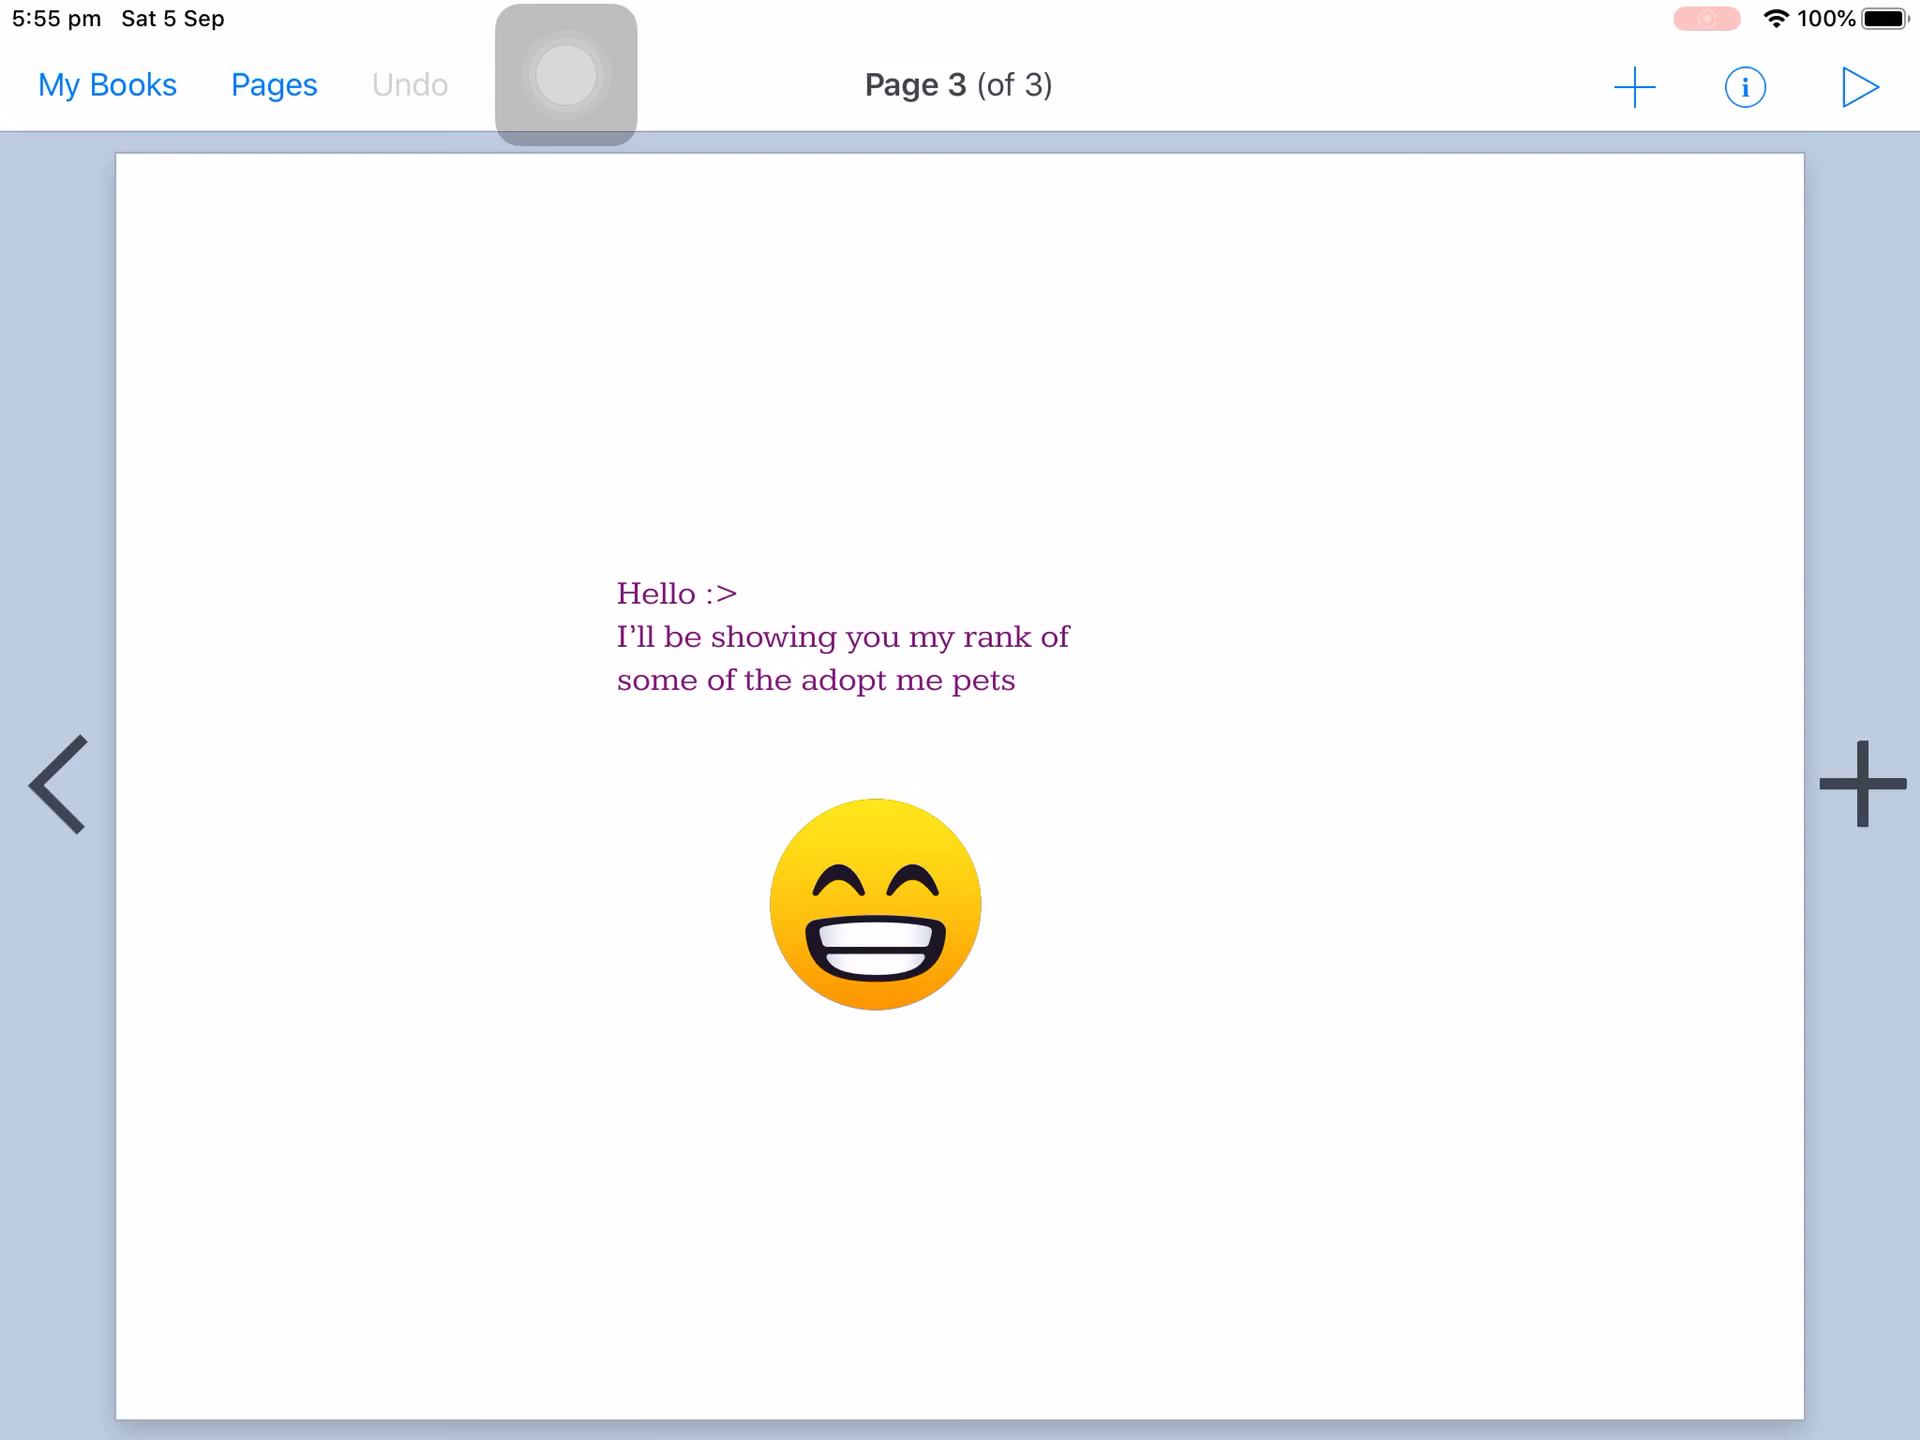 5:55 pm Sat 5 Sep 100%
My Books Pages Undo Page 3 (of 3)
Hello :>
I’ll be showing you my rank of
some of the adopt me pets